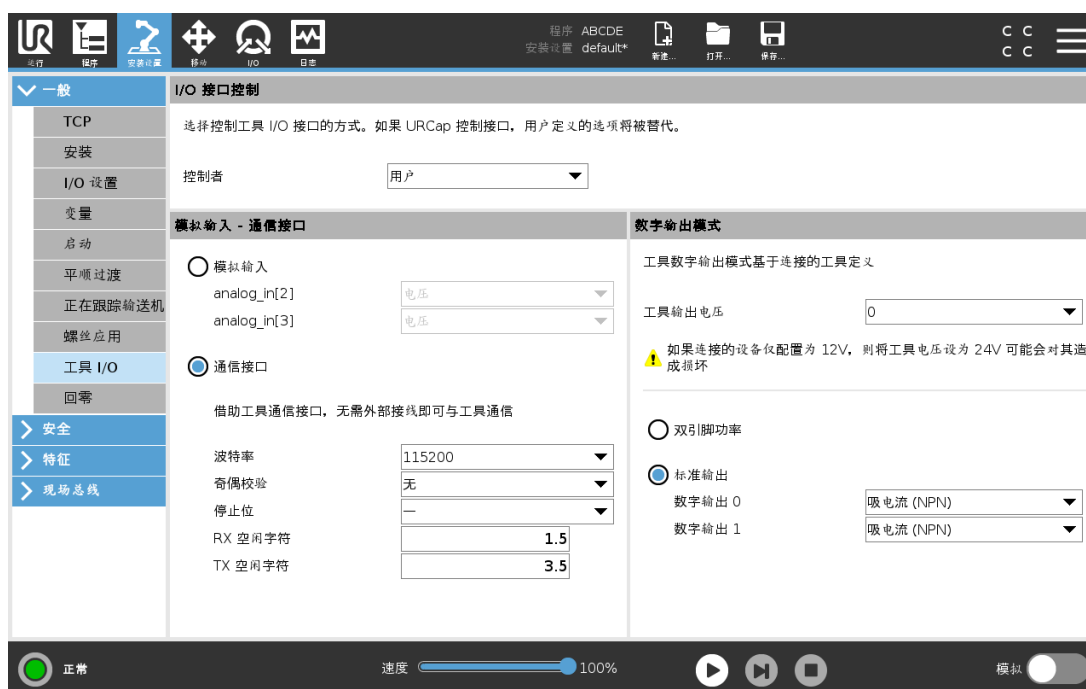 UR
运行
程序
安装设置
移动
I/O
日志
程序 ABCDE
安装设置 default*
新建...
打开...
保存...
C C
C C
一般
TCP
安装
I/O 设置
变量
启动
平顺过渡
正在跟踪输送机
螺丝应用
工具 I/O
回零
安全
特征
现场总线
I/O 接口控制
选择控制工具 I/O 接口的方式。如果 URCap 控制接口，用户定义的选项将被替代。
控制者 用户
模拟输入 - 通信接口
模拟输入
analog_in[2] 电压
analog_in[3] 电压
通信接口
借助工具通信接口，无需外部接线即可与工具通信
波特率 115200
奇偶校验 无
停止位 一
RX 空闲字符 1.5
TX 空闲字符 3.5
数字输出模式
工具数字输出模式基于连接的工具定义
工具输出电压 0
如果连接的设备仅配置为 12V，则将工具电压设为 24V 可能会对其造
成损坏
双引脚功率
标准输出
数字输出 0 吸电流 (NPN)
数字输出 1 吸电流 (NPN)
正常
速度 100%
模拟